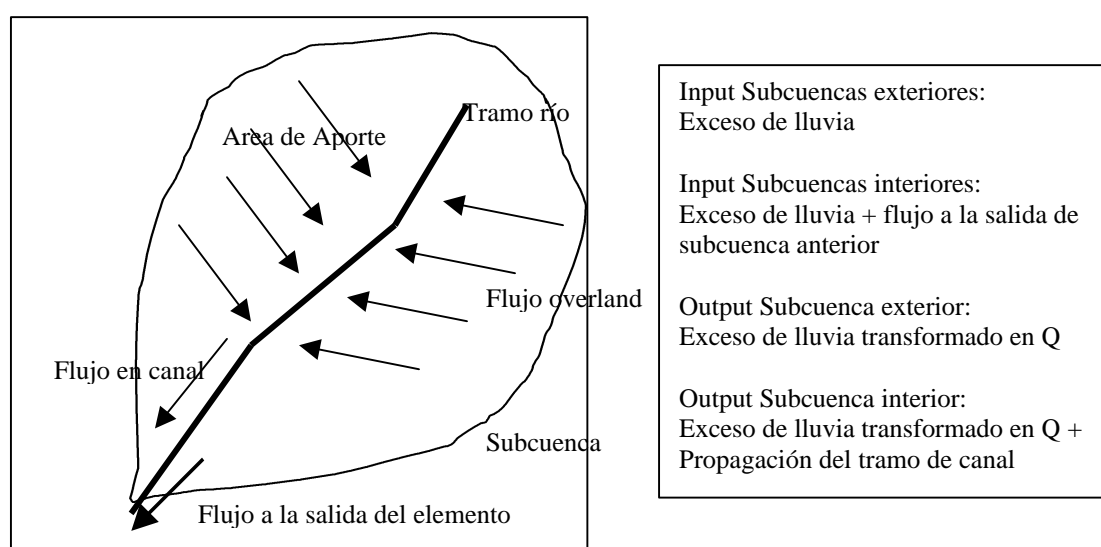 Tramo río
Area de Aporte
Flujo overland
Flujo en canal
Subcuenca
Flujo a la salida del elemento
Input Subcuencas exteriores:
Exceso de lluvia
Input Subcuencas interiores:
Exceso de lluvia + flujo a la salida de
subcuenca anterior
Output Subcuenca exterior:
Exceso de lluvia transformado en Q
Output Subcuenca interior:
Exceso de lluvia transformado en Q +
Propagación del tramo de canal